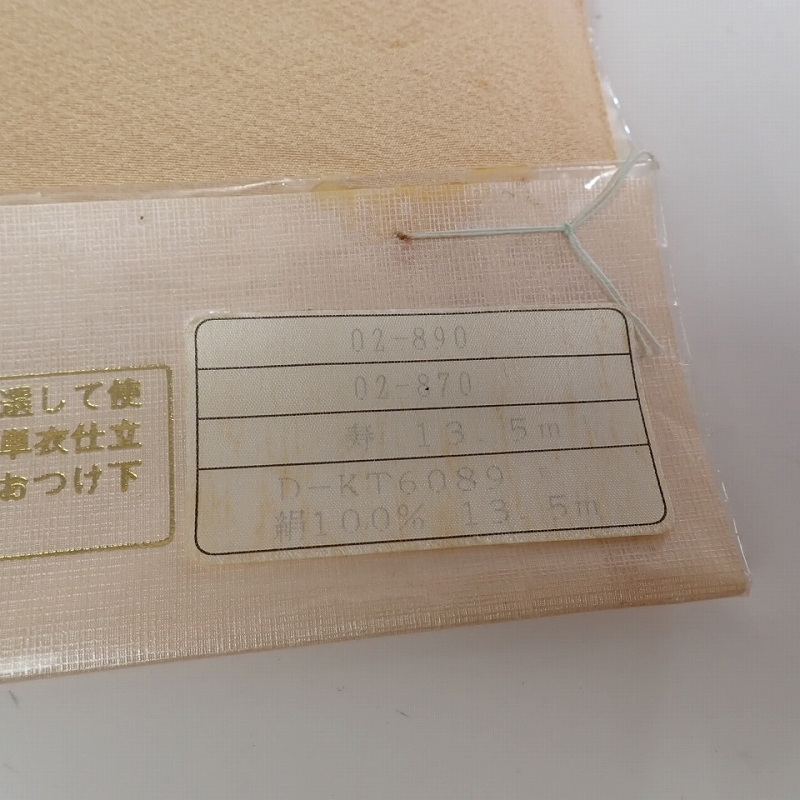 選して使
単衣仕立
おつけ下
02-890
02-870
寿 13.5m
D-KT6089
絹100% 13.5m